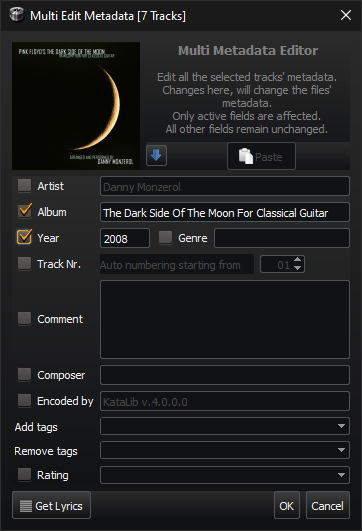 Multi Edit Metadata [7 Tracks]
PINK FLOYD'S THE DARK SIDE OF THE MOON
TRANSCRIPTION FOR CLASSICAL GUITAR
ARRANGED AND PERFORMED BY
DANNY MONZEROL
Multi Metadata Editor
Edit all the selected tracks' metadata.
Changes here, will change the files'
metadata.
Only active fields are affected.
All other fields remain unchanged.
Paste
Artist Danny Monzerol
Album The Dark Side Of The Moon For Classical Guitar
Year 2008 Genre
Track Nr. Auto numbering starting from 01
Comment
Composer
Encoded by KataLib v.4.0.0.0
Add tags
Remove tags
Rating
Get Lyrics OK Cancel